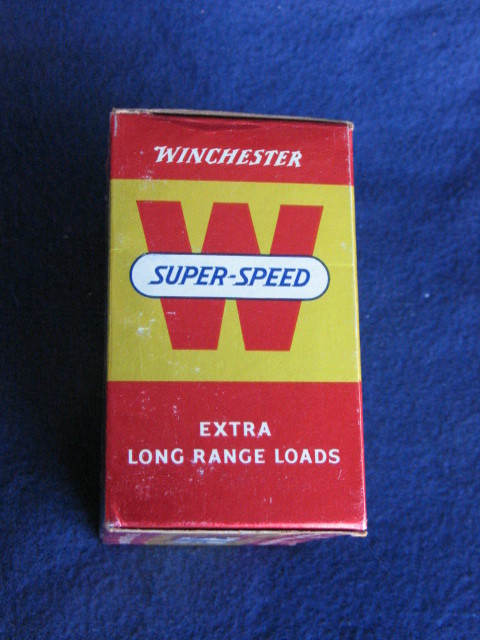 WINCHESTER
W
SUPER-SPEED
EXTRA
LONG RANGE LOADS